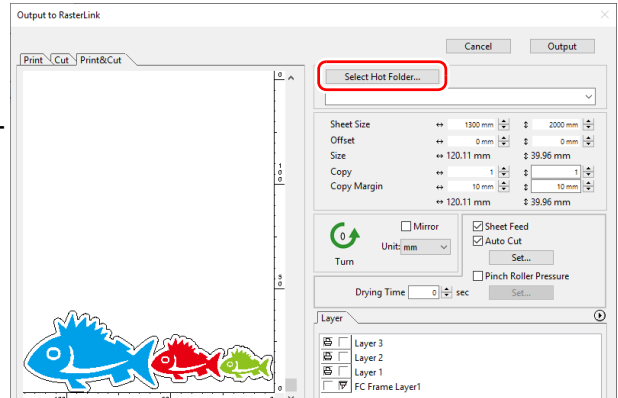 Output to RasterLink
Cancel Output
Print Cut Print&Cut
Select Hot Folder...
Sheet Size 1300 mm 2000 mm
Offset 0 mm 0 mm
Size 120.11 mm 39.96 mm
Copy 1 1
Copy Margin 10 mm 10 mm
120.11 mm 39.96 mm
0
Turn
Mirror
Unit: mm
Sheet Feed
Auto Cut
Set...
Pinch Roller Pressure
Drying Time 0 sec Set...
Layer
Layer 3
Layer 2
Layer 1
FC Frame Layer1